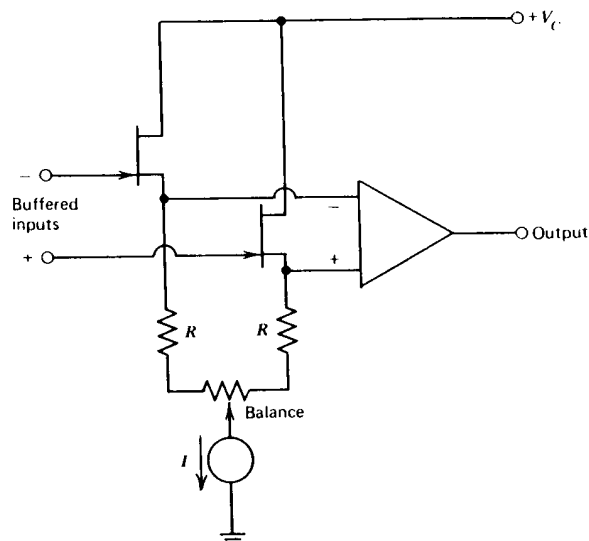 + V_C
−
Buffered
inputs
+
−
+
Output
R
R
Balance
I